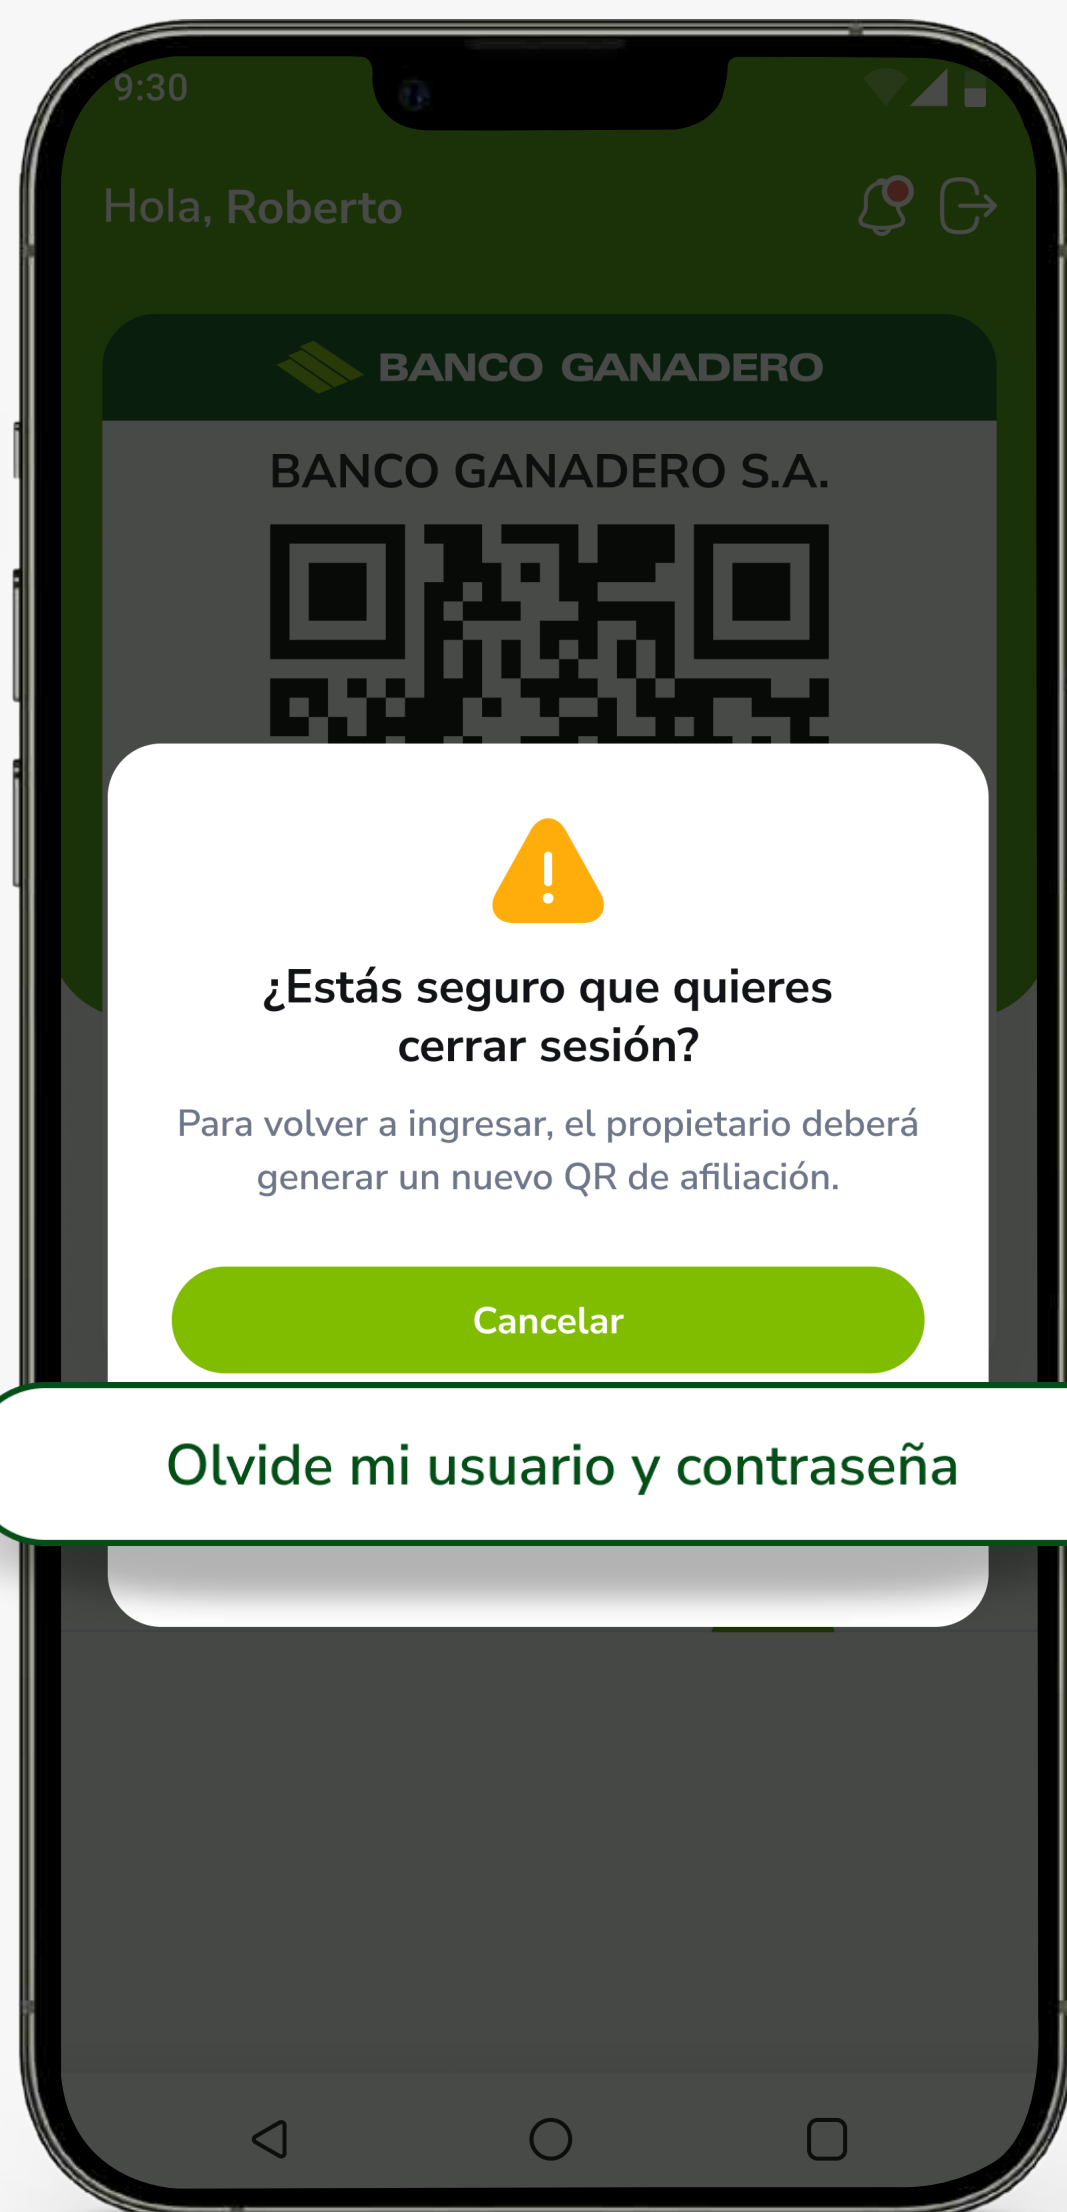 9:30
Hola, Roberto
BANCO GANADERO
BANCO GANADERO S.A.
¿Estás seguro que quieres
cerrar sesión?
Para volver a ingresar, el propietario deberá
generar un nuevo QR de afiliación.
Cancelar
Olvide mi usuario y contraseña